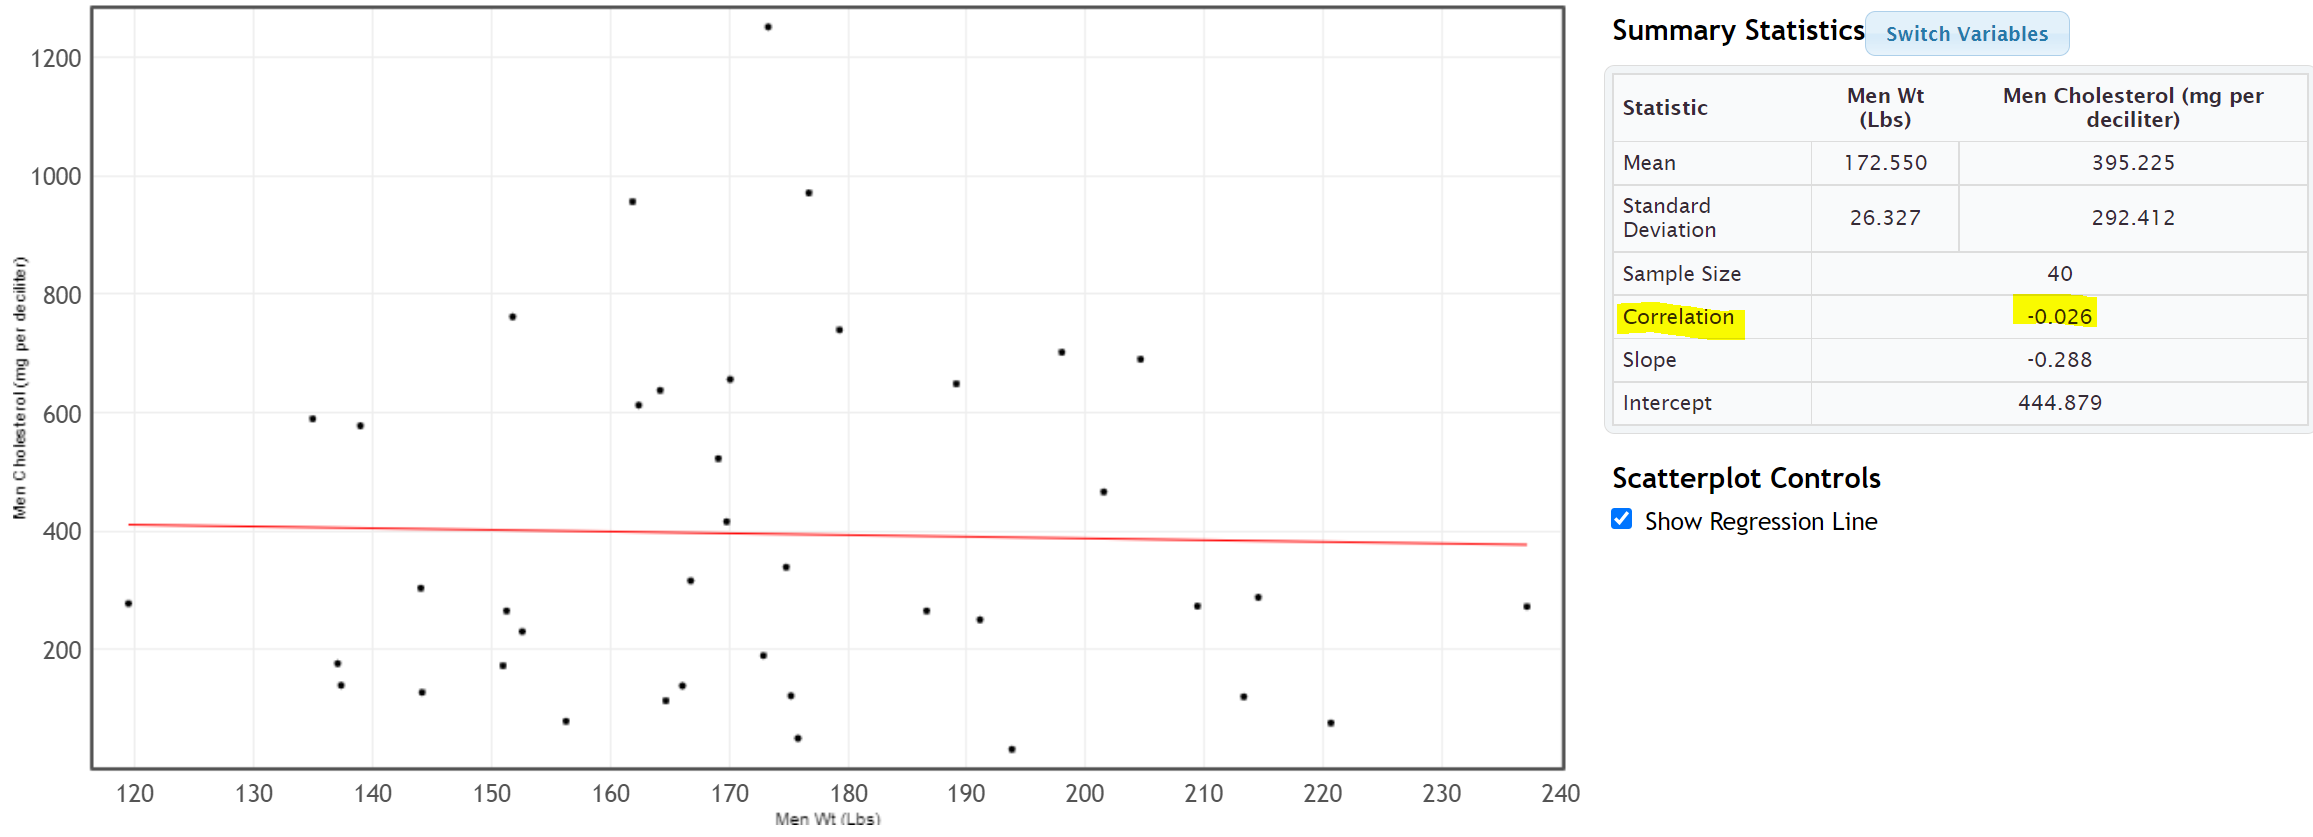 1200
1000
800
600
400
200
Men Cholesterol (mg per deciliter)
120 130 140 150 160 170 180 190 200 210 220 230 240
Men Wt (Lbs)
Summary Statistics
Switch Variables
Statistic
Men Wt
(Lbs)
Men Cholesterol (mg per
deciliter)
Mean 172.550 395.225
Standard
Deviation
26.327 292.412
Sample Size 40
Correlation -0.026
Slope -0.288
Intercept 444.879
Scatterplot Controls
Show Regression Line